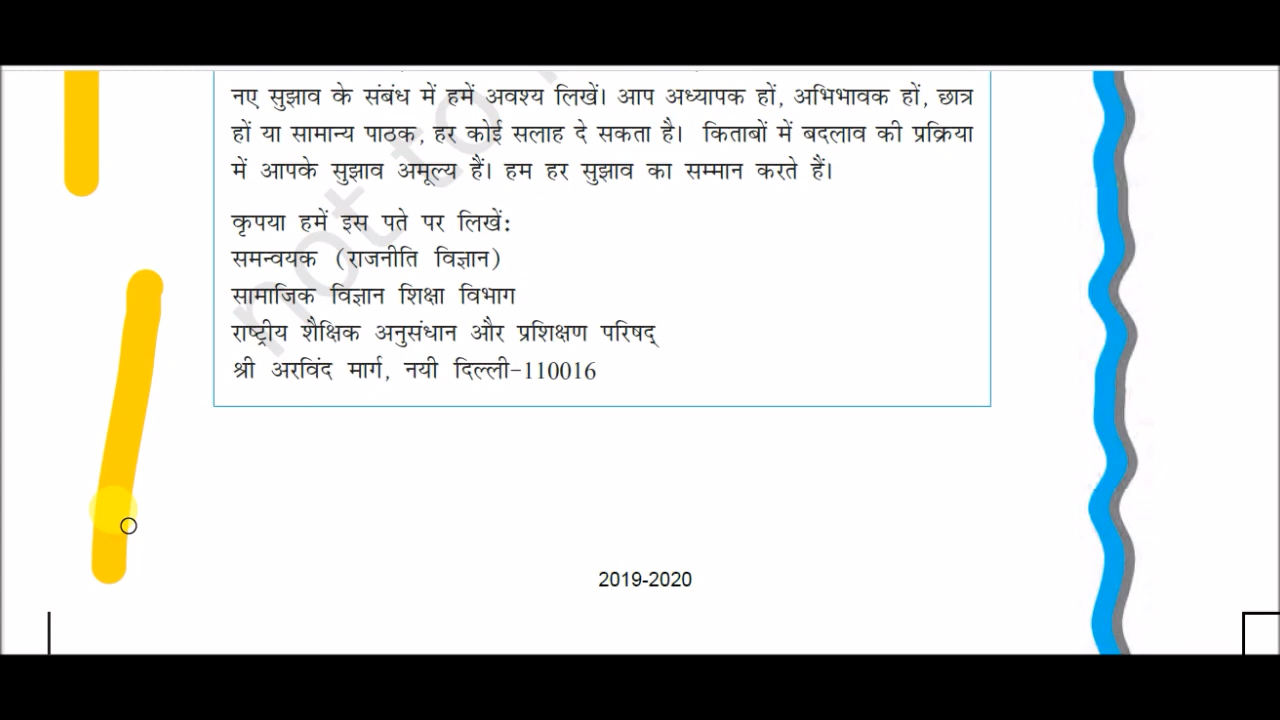 नए सुझाव के संबंध में हमें अवश्य लिखें। आप अध्यापक हों, अभिभावक हों, छात्र
हों या सामान्य पाठक, हर कोई सलाह दे सकता है। किताबों में बदलाव की प्रक्रिया
में आपके सुझाव अमूल्य हैं। हम हर सुझाव का सम्मान करते हैं।
कृपया हमें इस पते पर लिखें:
समन्वयक (राजनीति विज्ञान)
सामाजिक विज्ञान शिक्षा विभाग
राष्ट्रीय शैक्षिक अनुसंधान और प्रशिक्षण परिषद्
श्री अरविंद मार्ग, नयी दिल्ली-110016
not to
2019-2020